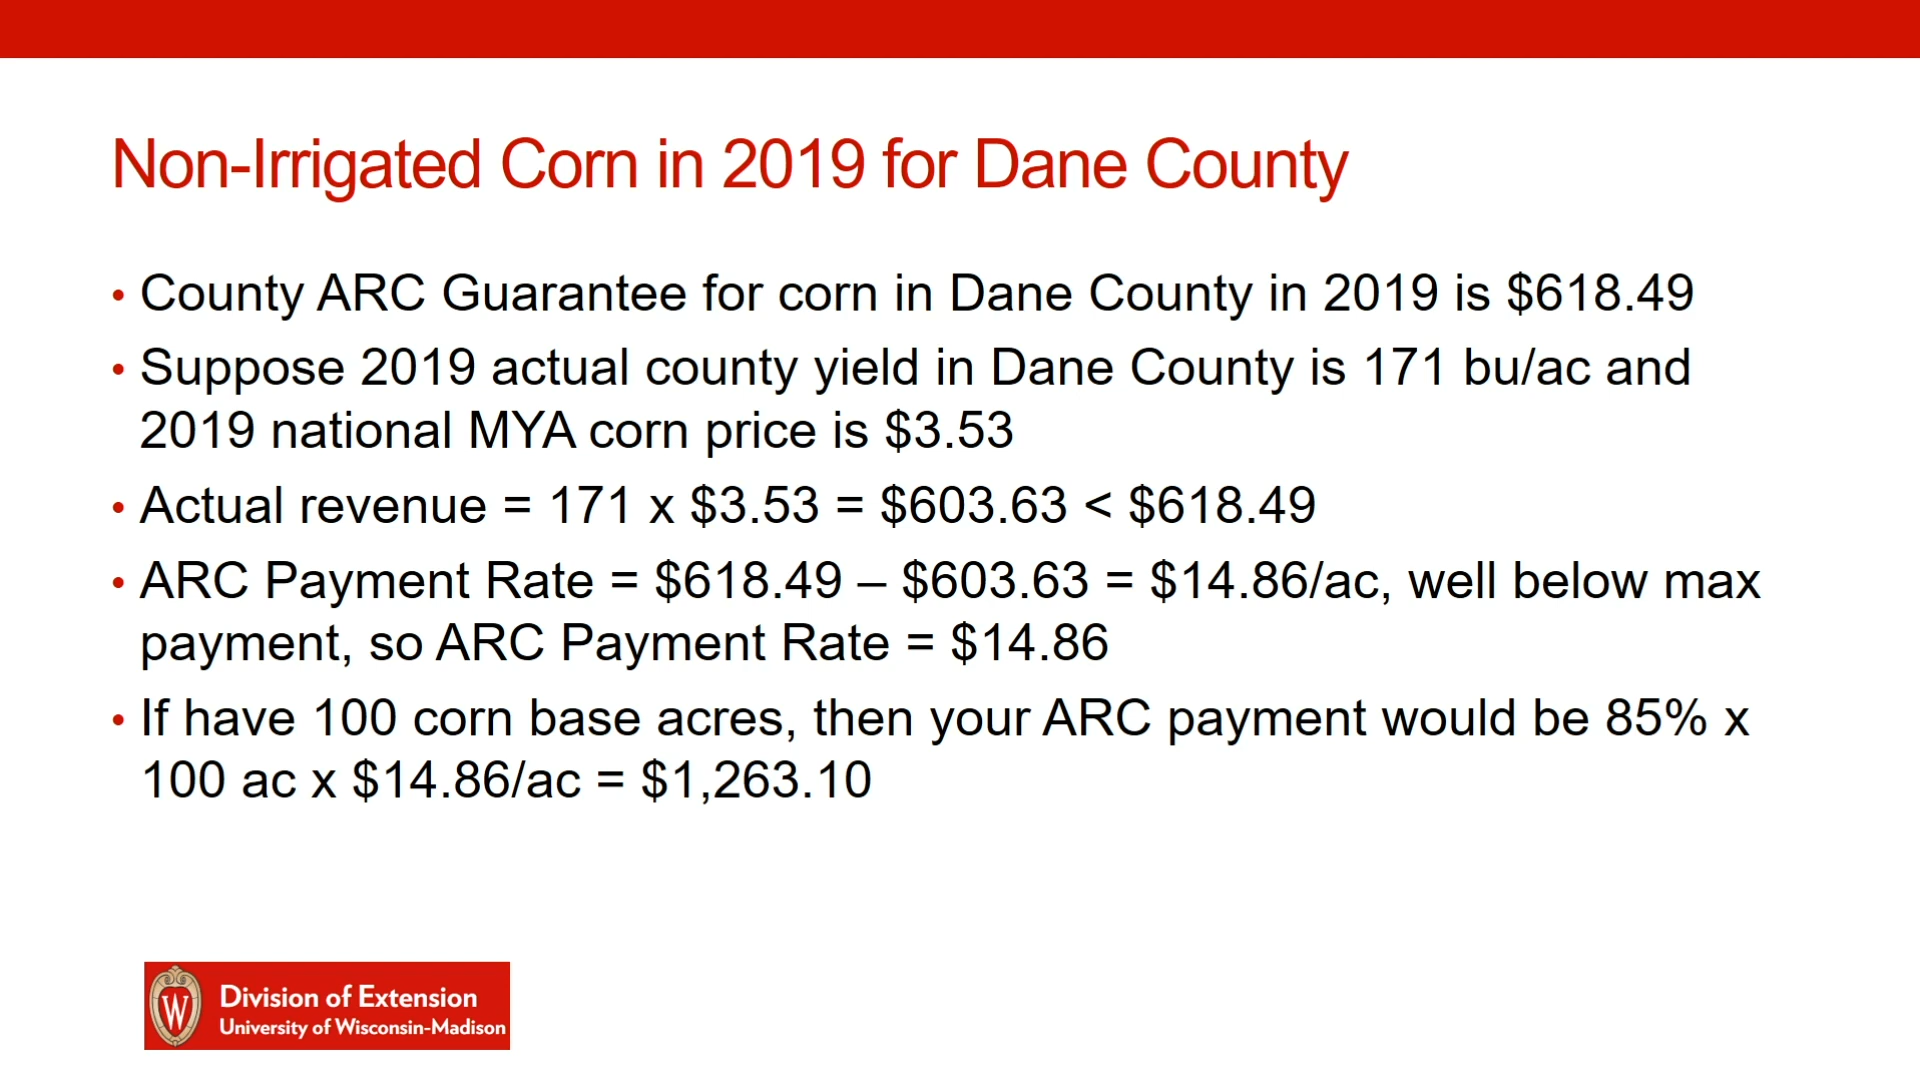 Non-Irrigated Corn in 2019 for Dane County
• County ARC Guarantee for corn in Dane County in 2019 is $618.49
• Suppose 2019 actual county yield in Dane County is 171 bu/ac and
2019 national MYA corn price is $3.53
• Actual revenue = 171 x $3.53 = $603.63 < $618.49
• ARC Payment Rate = $618.49 – $603.63 = $14.86/ac, well below max
payment, so ARC Payment Rate = $14.86
• If have 100 corn base acres, then your ARC payment would be 85% x
100 ac x $14.86/ac = $1,263.10
W
Division of Extension
University of Wisconsin-Madison